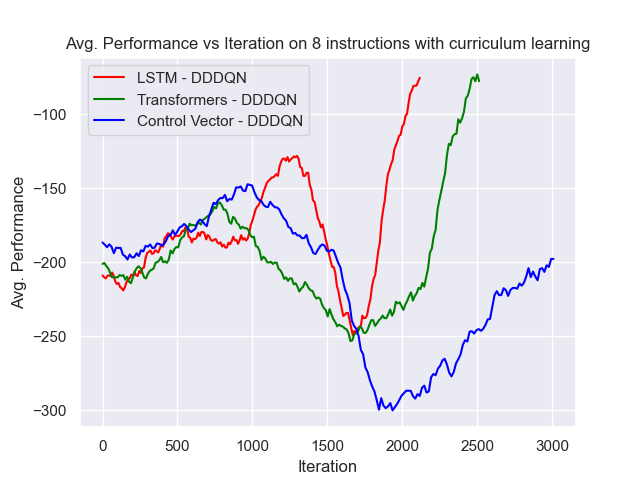 Avg. Performance vs Iteration on 8 instructions with curriculum learning
LSTM - DDDQN
Transformers - DDDQN
Control Vector - DDDQN
Avg. Performance
−100
−150
−200
−250
−300
0 500 1000 1500 2000 2500 3000
Iteration